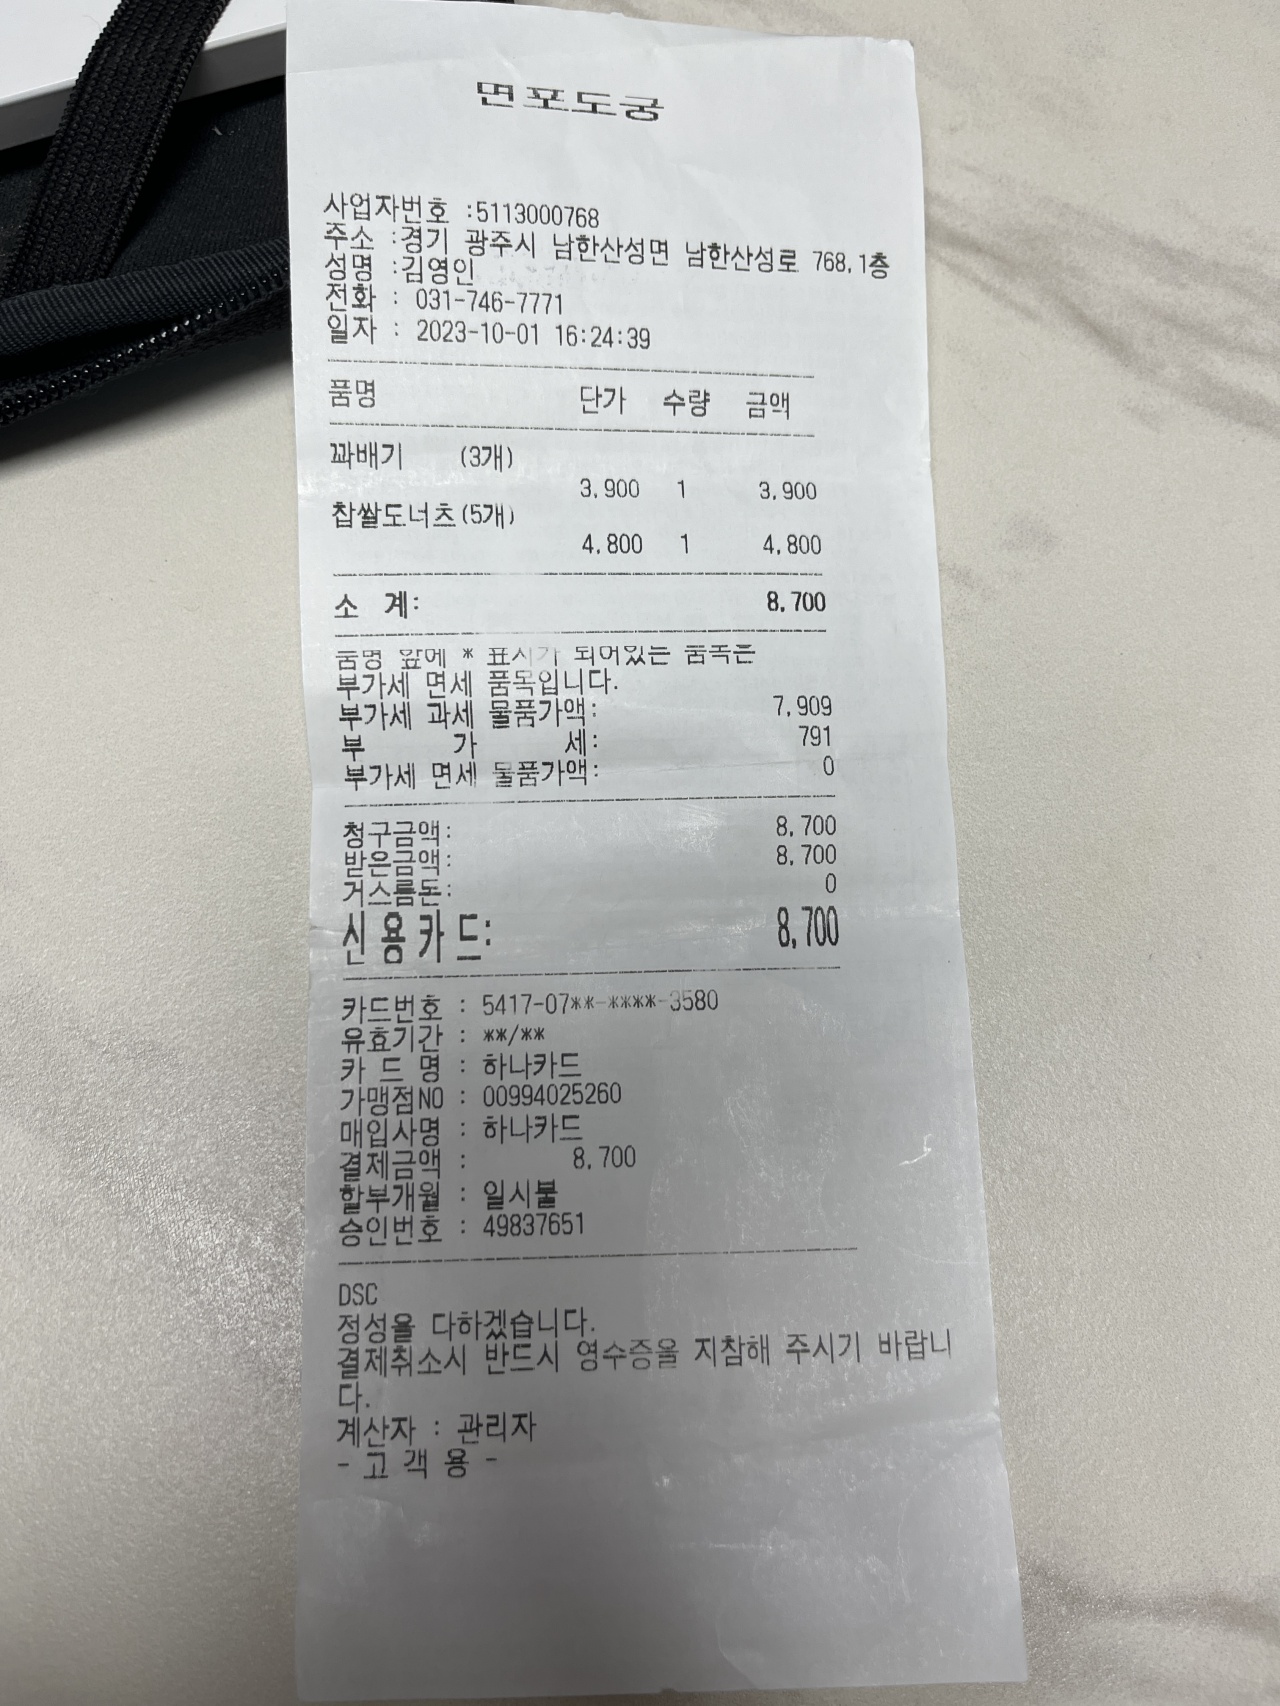 면포도궁
사업자번호 :5113000768
주소 :경기 광주시 남한산성면 남한산성로 768,1층
성명 :김영인
전화 : 031-746-7771
일자 : 2023-10-01 16:24:39
품명 단가 수량 금액
꽈배기 (3개)
3,900 1 3,900
찹쌀도너츠(5개)
4,800 1 4,800
소 계: 8,700
품명 앞에 * 표시가 되어있는 품목은
부가세 면세 품목입니다.
부가세 과세 물품가액: 7,909
부 가 세: 791
부가세 면세 물품가액: 0
청구금액: 8,700
받은금액: 8,700
거스름돈: 0
신용카드: 8,700
카드번호 : 5417-07**-****-3580
유효기간 : **/**
카 드 명 : 하나카드
가맹점NO : 00994025260
매입사명 : 하나카드
결제금액 : 8,700
할부개월 : 일시불
승인번호 : 49837651
DSC
정성을 다하겠습니다.
결제취소시 반드시 영수증을 지참해 주시기 바랍니
다.
계산자 : 관리자
- 고 객 용 -